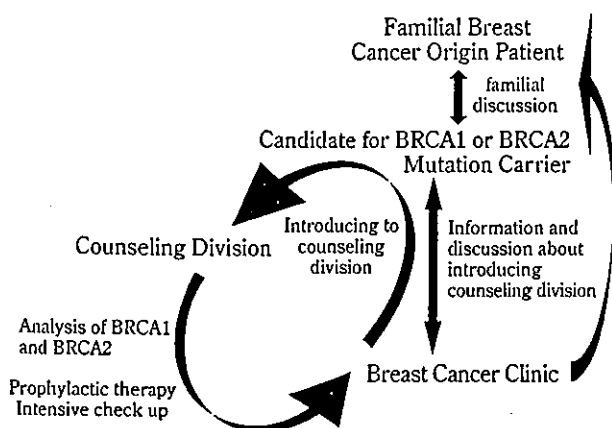 Familial Breast
Cancer Origin Patient
familial
discussion
Candidate for BRCA1 or BRCA2
Mutation Carrier
Introducing to
counseling
division
Information and
discussion about
introducing
counseling division
Counseling Division
Analysis of BRCA1
and BRCA2
Prophylactic therapy
Intensive check up
Breast Cancer Clinic